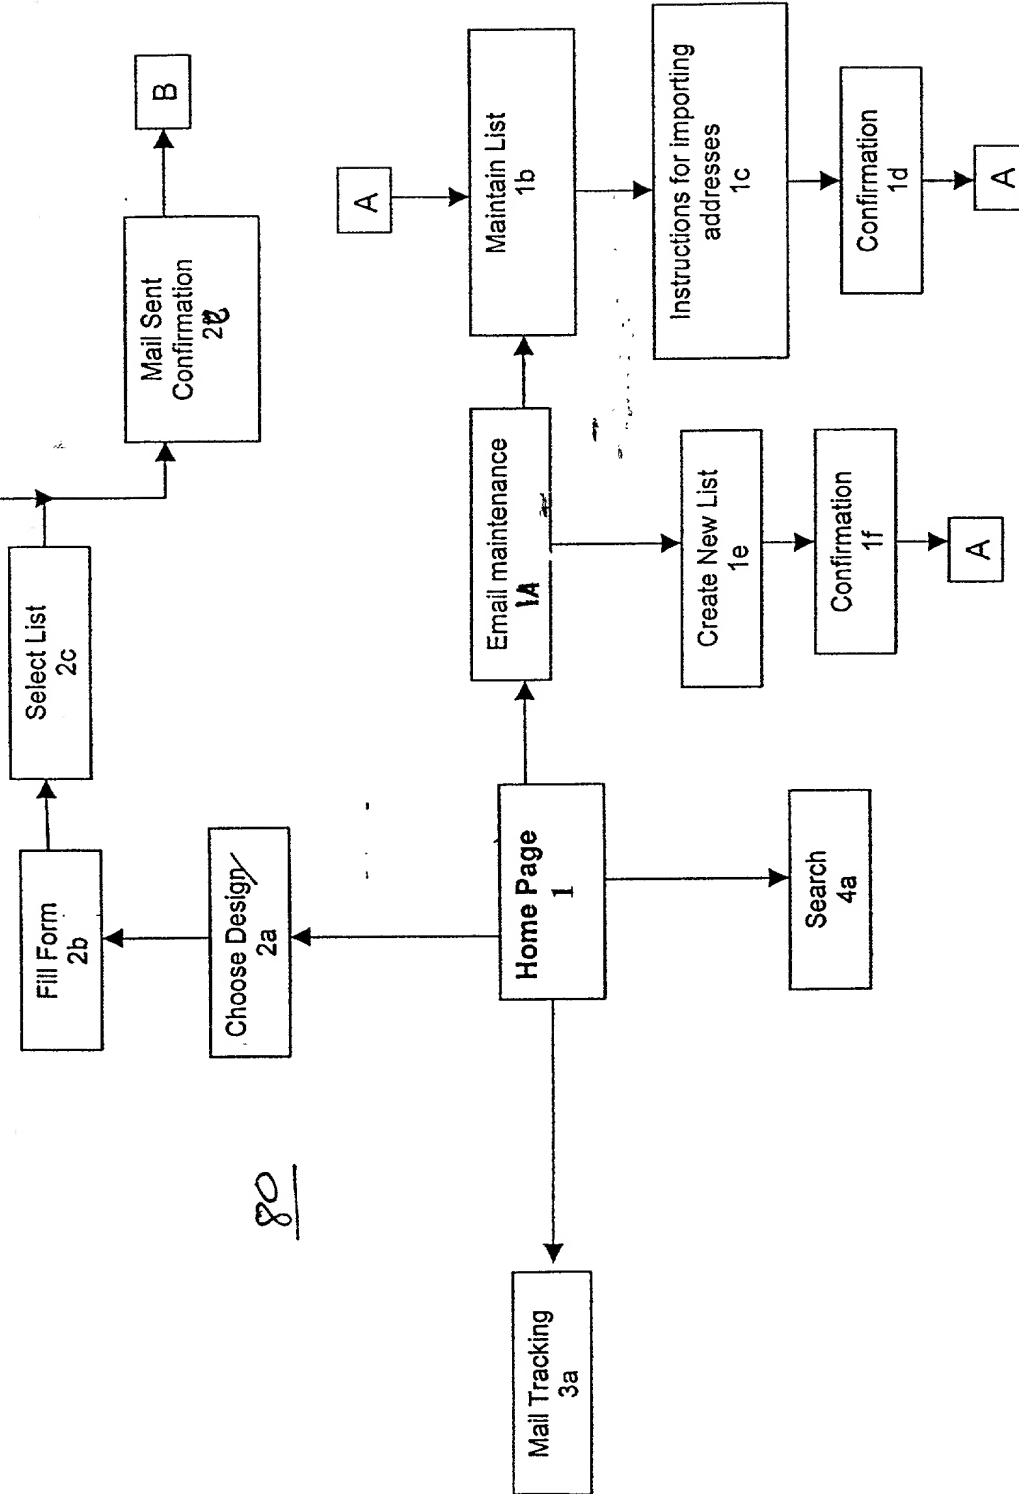 B
Mail Sent
Confirmation
Select List
2c
Fill Form
2b
Choose Design
2a
80
A
Maintain List
1b
Email maintenance
1A
Home Page
1
Mail Tracking
3a
Instructions for importing
addresses
1c
Create New List
1e
Search
4a
Confirmation
1d
Confirmation
1f
A
A